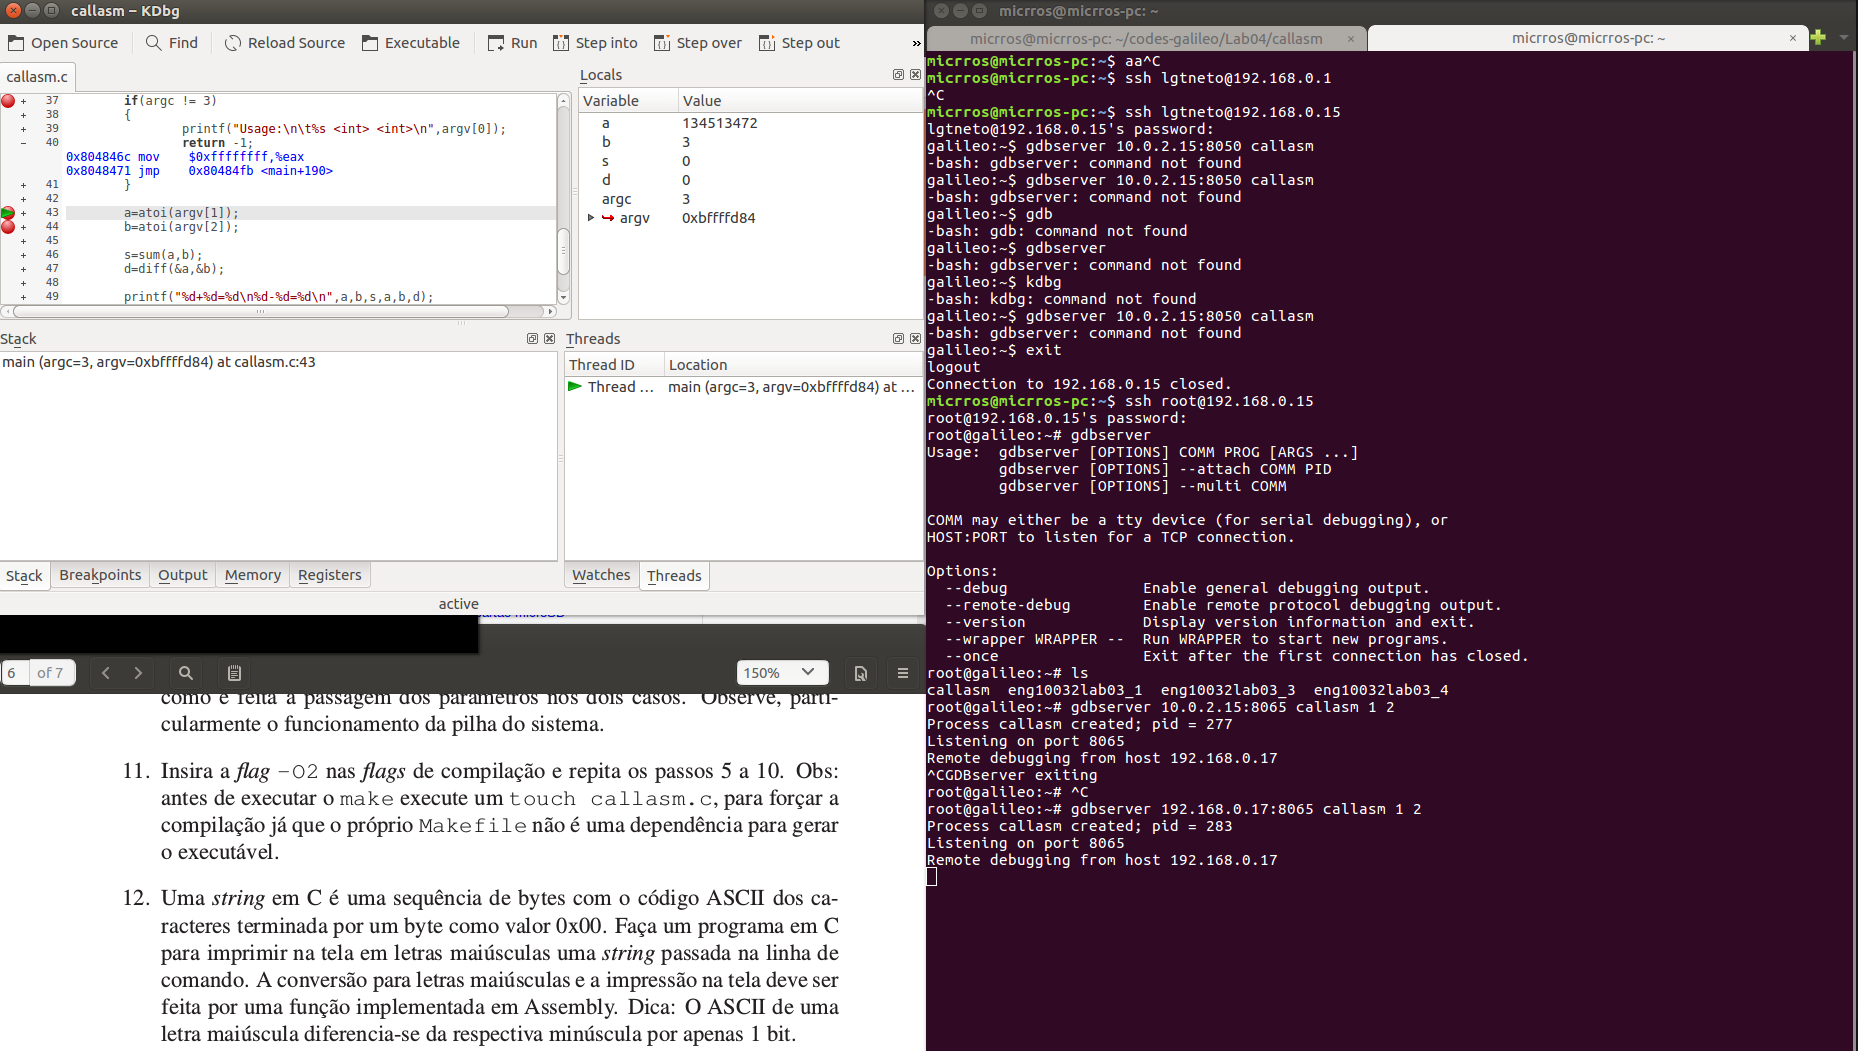 callasm – KDbg
Open Source
Find
Reload Source
Executable
Run
Step into
Step over
Step out
»
callasm.c
37 if(argc != 3)
38 {
39 printf("Usage:\n\t%s <int> <int>\n",argv[0]);
40 return -1;
0x804846c mov $0xffffffff,%eax
0x8048471 jmp 0x80484fb <main+190>
41 }
42
43 a=atoi(argv[1]);
44 b=atoi(argv[2]);
45
46 s=sum(a,b);
47 d=diff(&a,&b);
48
49 printf("%d+%d=%d\n%d-%d=%d\n",a,b,s,a,b,d);
Locals
Variable Value
a 134513472
b 3
s 0
d 0
argc 3
argv 0xbffffd84
Stack
main (argc=3, argv=0xbffffd84) at callasm.c:43
Threads
Thread ID Location
Thread ... main (argc=3, argv=0xbffffd84) at ...
Stack Breakpoints Output Memory Registers
Watches Threads
active
6 of 7
150%
como é feita a passagem dos parâmetros nos dois casos. Observe, parti-
cularmente o funcionamento da pilha do sistema.
11. Insira a flag -O2 nas flags de compilação e repita os passos 5 a 10. Obs:
antes de executar o make execute um touch callasm.c, para forçar a
compilação já que o próprio Makefile não é uma dependência para gerar
o executável.
12. Uma string em C é uma sequência de bytes com o código ASCII dos ca-
racteres terminada por um byte como valor 0x00. Faça um programa em C
para imprimir na tela em letras maiúsculas uma string passada na linha de
comando. A conversão para letras maiúsculas e a impressão na tela deve ser
feita por uma função implementada em Assembly. Dica: O ASCII de uma
letra maiúscula diferencia-se da respectiva minúscula por apenas 1 bit.
micrros@micrros-pc: ~
micrros@micrros-pc: ~/codes-galileo/Lab04/callasm
micrros@micrros-pc: ~
micrros@micrros-pc:~$ aa^C
micrros@micrros-pc:~$ ssh lgtneto@192.168.0.1
^C
micrros@micrros-pc:~$ ssh lgtneto@192.168.0.15
lgtneto@192.168.0.15's password:
galileo:~$ gdbserver 10.0.2.15:8050 callasm
-bash: gdbserver: command not found
galileo:~$ gdbserver 10.0.2.15:8050 callasm
-bash: gdbserver: command not found
galileo:~$ gdb
-bash: gdb: command not found
galileo:~$ gdbserver
-bash: gdbserver: command not found
galileo:~$ kdbg
-bash: kdbg: command not found
galileo:~$ gdbserver 10.0.2.15:8050 callasm
-bash: gdbserver: command not found
galileo:~$ exit
logout
Connection to 192.168.0.15 closed.
micrros@micrros-pc:~$ ssh root@192.168.0.15
root@192.168.0.15's password:
root@galileo:~# gdbserver
Usage: gdbserver [OPTIONS] COMM PROG [ARGS ...]
gdbserver [OPTIONS] --attach COMM PID
gdbserver [OPTIONS] --multi COMM
COMM may either be a tty device (for serial debugging), or
HOST:PORT to listen for a TCP connection.
Options:
--debug Enable general debugging output.
--remote-debug Enable remote protocol debugging output.
--version Display version information and exit.
--wrapper WRAPPER -- Run WRAPPER to start new programs.
--once Exit after the first connection has closed.
root@galileo:~# ls
callasm eng10032lab03_1 eng10032lab03_3 eng10032lab03_4
root@galileo:~# gdbserver 10.0.2.15:8065 callasm 1 2
Process callasm created; pid = 277
Listening on port 8065
Remote debugging from host 192.168.0.17
^CGDBserver exiting
root@galileo:~# ^C
root@galileo:~# gdbserver 192.168.0.17:8065 callasm 1 2
Process callasm created; pid = 283
Listening on port 8065
Remote debugging from host 192.168.0.17